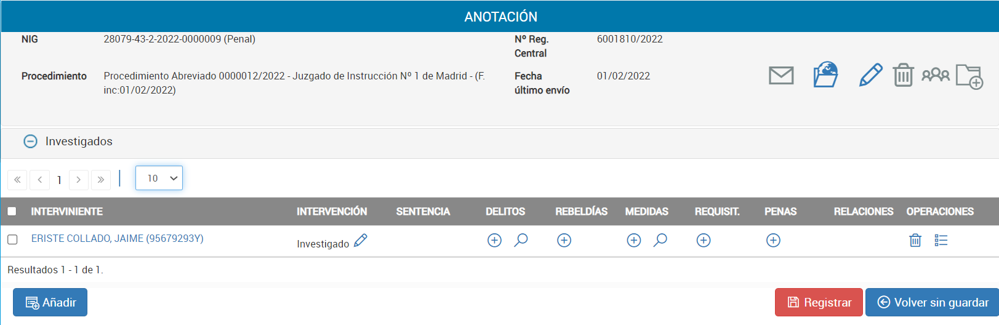 ANOTACIÓN
NIG 28079-43-2-2022-0000009 (Penal) Nº Reg. 6001810/2022
Central
Procedimiento Procedimiento Abreviado 0000012/2022 - Juzgado de Instrucción Nº 1 de Madrid - (F. Fecha 01/02/2022
inc:01/02/2022) último envío
Investigados
« < 1 > » 10
INTERVINIENTE INTERVENCIÓN SENTENCIA DELITOS REBELDÍAS MEDIDAS REQUISIT. PENAS RELACIONES OPERACIONES
ERISTE COLLADO, JAIME (95679293Y) Investigado
Resultados 1 - 1 de 1.
Añadir Registrar Volver sin guardar